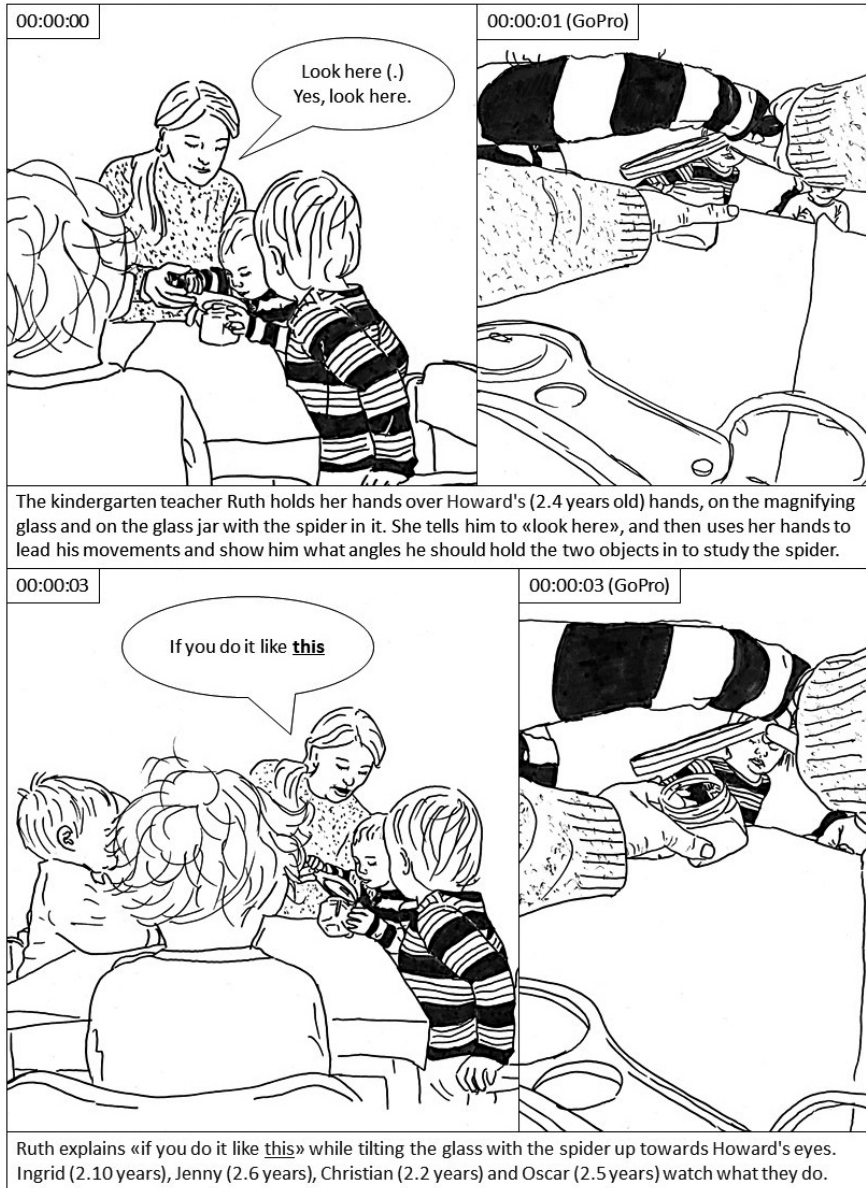 00:00:00
00:00:01 (GoPro)
Look here (.)
Yes, look here.
The kindergarten teacher Ruth holds her hands over Howard's (2.4 years old) hands, on the magnifying
glass and on the glass jar with the spider in it. She tells him to «look here», and then uses her hands to
lead his movements and show him what angles he should hold the two objects in to study the spider.
00:00:03
00:00:03 (GoPro)
If you do it like this
Ruth explains «if you do it like this» while tilting the glass with the spider up towards Howard's eyes.
Ingrid (2.10 years), Jenny (2.6 years), Christian (2.2 years) and Oscar (2.5 years) watch what they do.